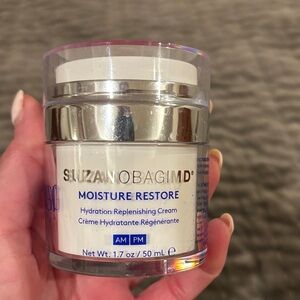 SUZANOBAGIMD®
MOISTURE RESTORE
Hydration Replenishing Cream
Crème Hydratante Régénérante
AM PM
Net Wt. 1.7 oz / 50 mL ℮